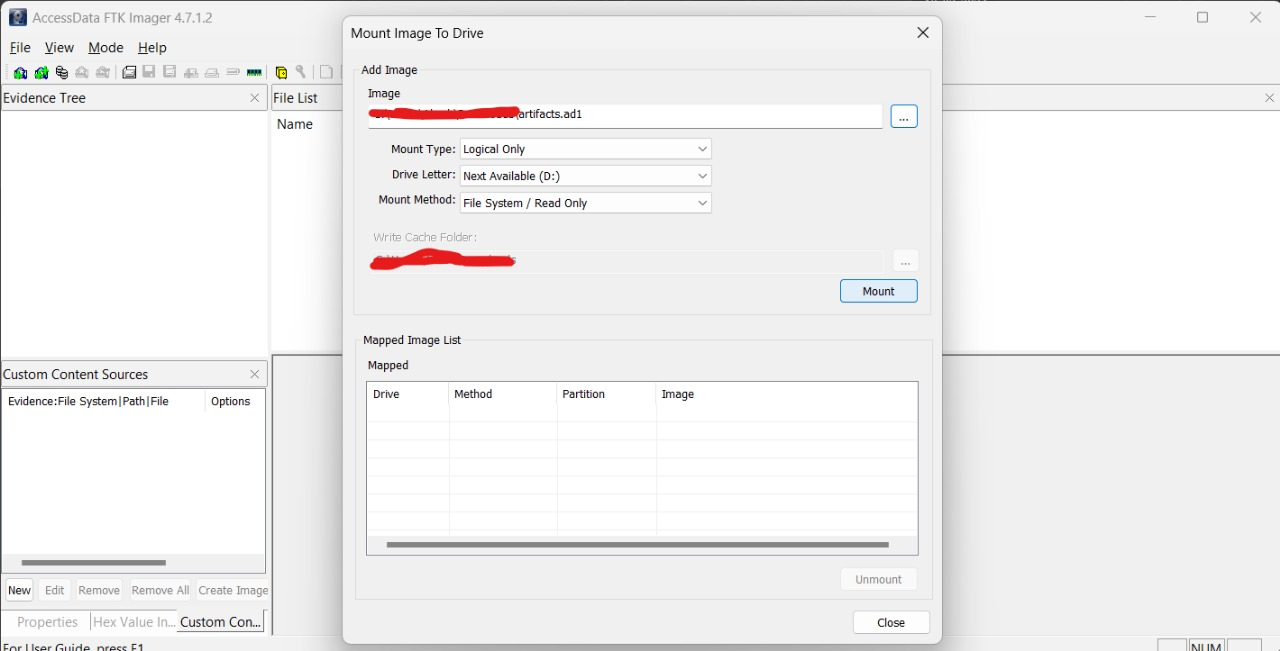 AccessData FTK Imager 4.7.1.2
File View Mode Help
Evidence Tree
File List
Name
Custom Content Sources
Evidence:File System|Path|File Options
New Edit Remove Remove All Create Image
Properties Hex Value In... Custom Con...
For User Guide, press F1
NUM
Mount Image To Drive
Add Image
Image
\artifacts.ad1
...
Mount Type: Logical Only
Drive Letter: Next Available (D:)
Mount Method: File System / Read Only
Write Cache Folder:
...
Mount
Mapped Image List
Mapped
Drive Method Partition Image
Unmount
Close